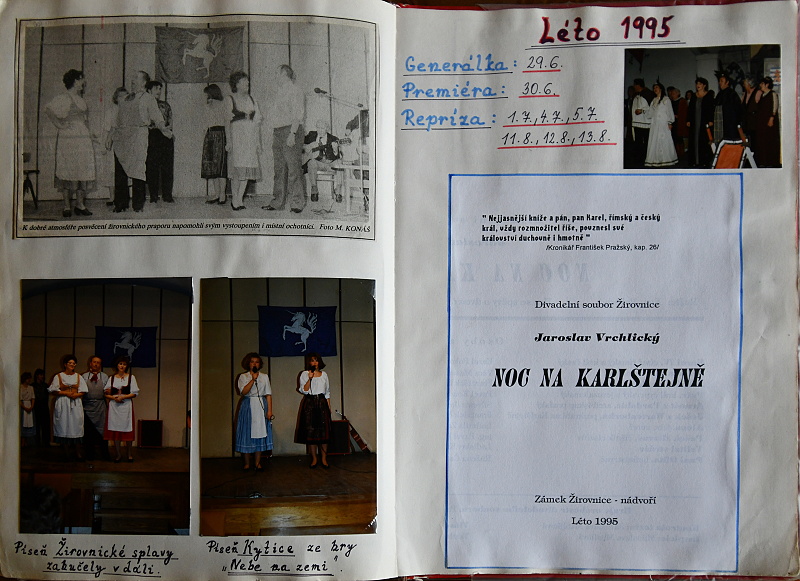 K dobré atmosféře posvěcení žirovnického praporu napomohli svým vystoupením i místní ochotníci. Foto M. KONÁŠ
Píseň Žirovnické splavy
zahučely v dáli.
Píseň Kytice ze hry
„Nebe na zemi".
Léto 1995
Generálka: 29.6.
Premiéra: 30.6.
Repríza: 1.7., 4.7., 5.7.
11.8., 12.8., 13.8.
" Nejjasnější kníže a pán, pan Karel, římský a český
král, vždy rozmnožitel říše, pouznesl své
království duchovně i hmotně "
/Kronikář František Pražský, kap. 26/
Divadelní soubor Žirovnice
Jaroslav Vrchlický
NOC NA KARLŠTEJNĚ
Zámek Žirovnice - nádvoří
Léto 1995